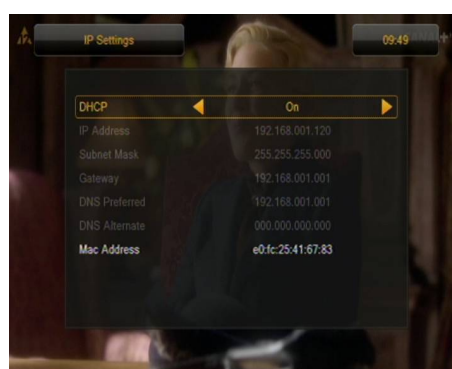 IP Settings
09:49
DHCP On
IP Address 192.168.001.120
Subnet Mask 255.255.255.000
Gateway 192.168.001.001
DNS Preferred 192.168.001.001
DNS Alternate 000.000.000.000
Mac Address e0:fc:25:41:67:83